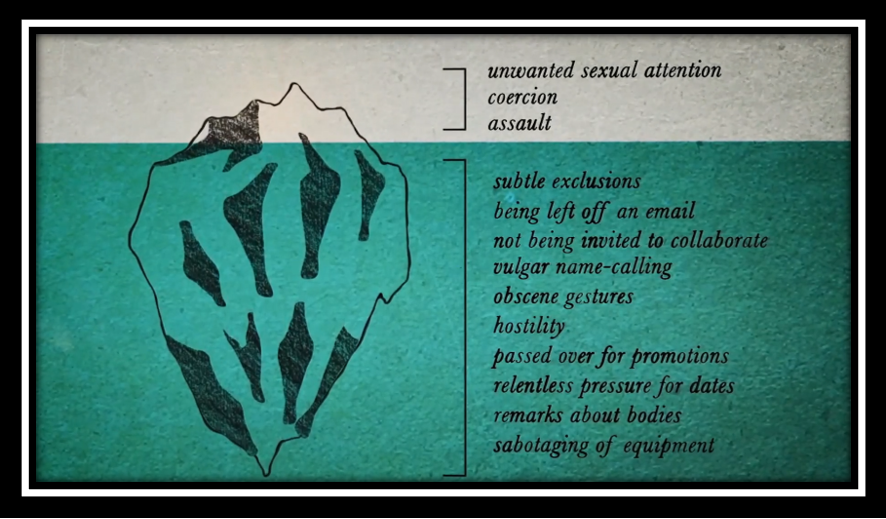 unwanted sexual attention
coercion
assault
subtle exclusions
being left off an email
not being invited to collaborate
vulgar name-calling
obscene gestures
hostility
passed over for promotions
relentless pressure for dates
remarks about bodies
sabotaging of equipment